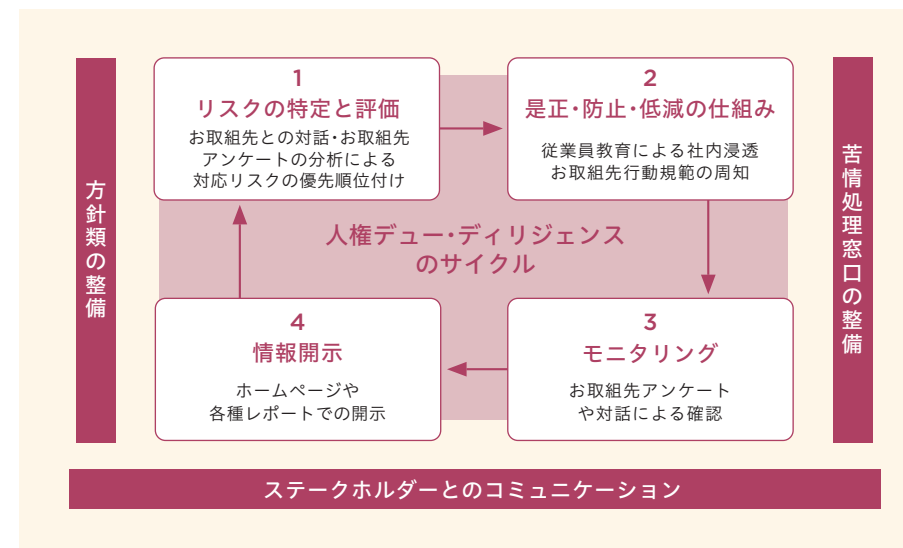 方針類の整備
1
リスクの特定と評価
お取組先との対話・お取組先
アンケートの分析による
対応リスクの優先順位付け
2
是正・防止・低減の仕組み
従業員教育による社内浸透
お取組先行動規範の周知
人権デュー・ディリジェンス
のサイクル
4
情報開示
ホームページや
各種レポートでの開示
3
モニタリング
お取組先アンケート
や対話による確認
苦情処理窓口の整備
ステークホルダーとのコミュニケーション